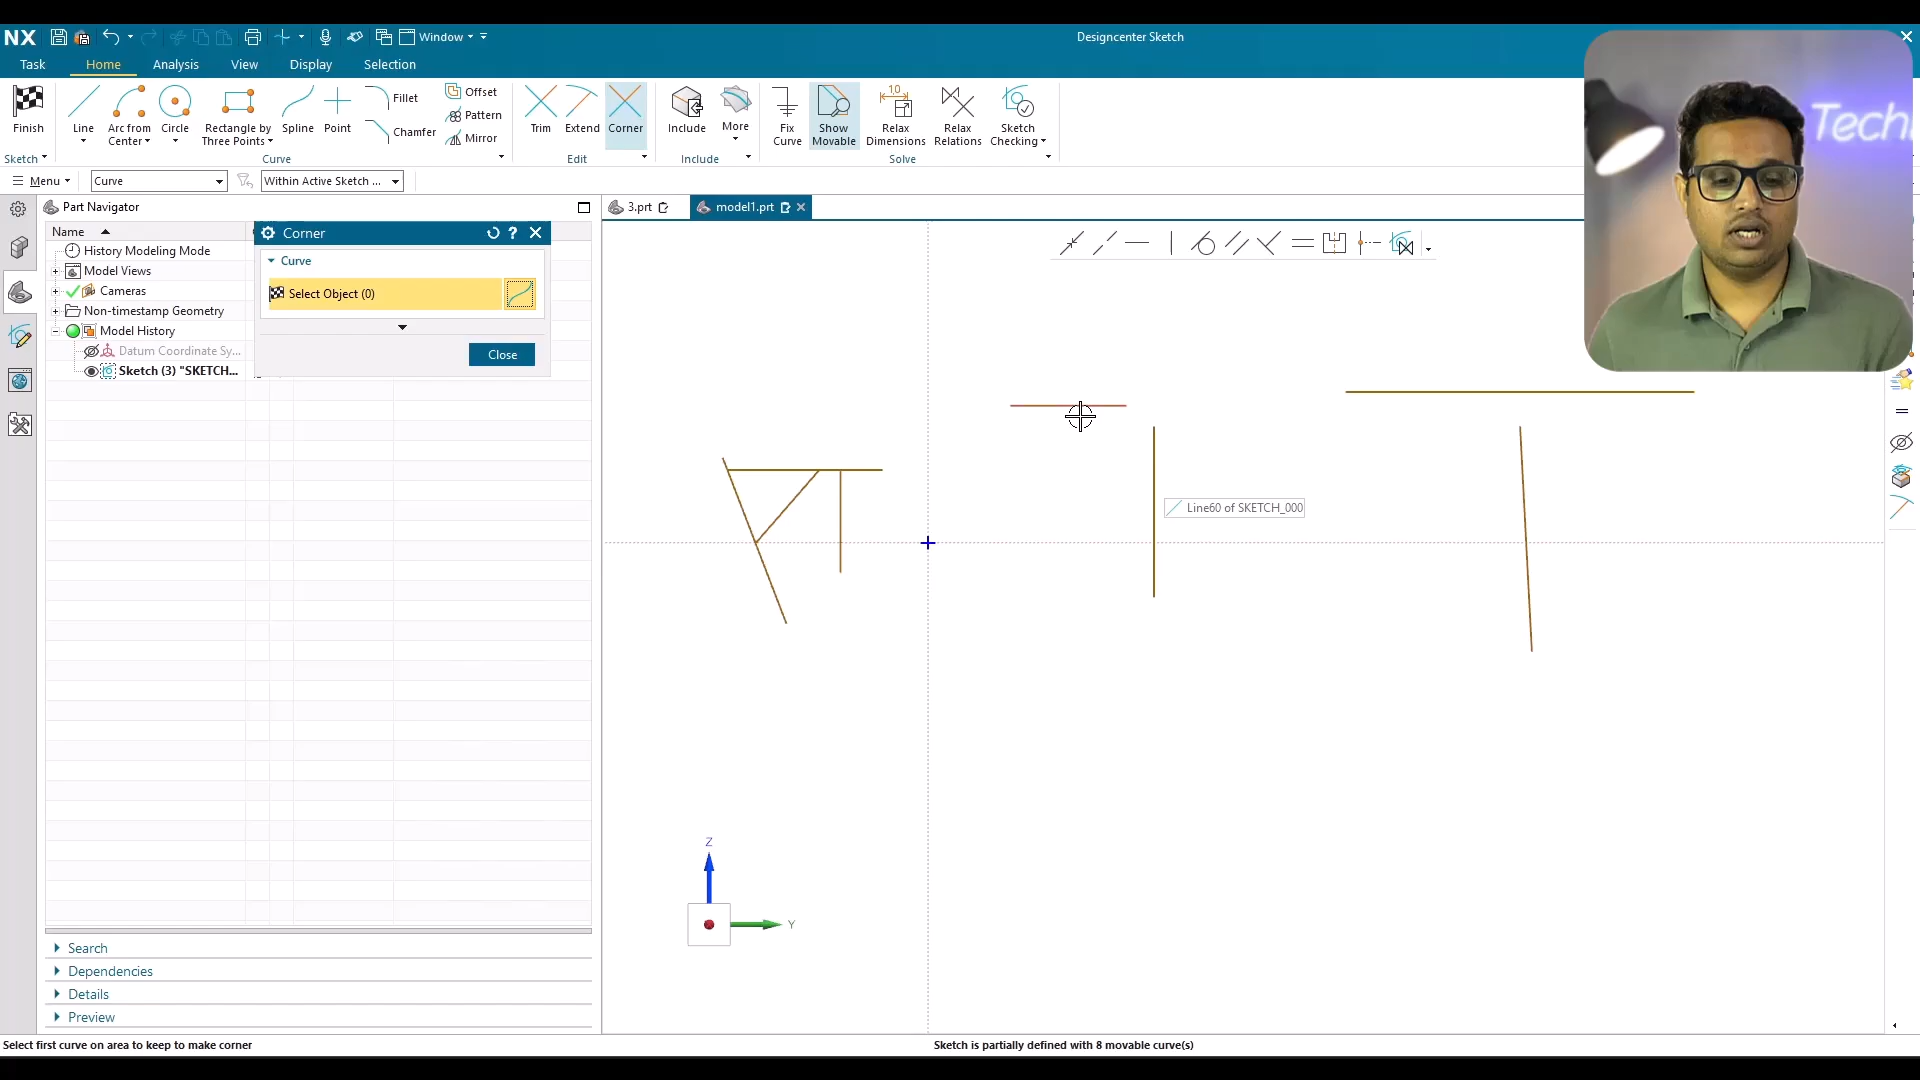 NX
Window
Designcenter Sketch
Task
Home
Analysis
View
Display
Selection
Finish
Line
Arc from
Center
Circle
Rectangle by
Three Points
Spline
Point
Fillet
Chamfer
Offset
Pattern
Mirror
Trim
Extend
Corner
Include
More
Fix
Curve
Show
Movable
1,0
Relax
Dimensions
Relax
Relations
Sketch
Checking
Sketch
Curve
Edit
Include
Solve
Menu
Curve
Within Active Sketch ...
Part Navigator
3.prt
model1.prt
Name
History Modeling Mode
Model Views
Cameras
Non-timestamp Geometry
Model History
Datum Coordinate Sy...
Sketch (3) "SKETCH...
Corner
Curve
Select Object (0)
Close
Line60 of SKETCH_000
Z
Y
Search
Dependencies
Details
Preview
Select first curve on area to keep to make corner
Sketch is partially defined with 8 movable curve(s)